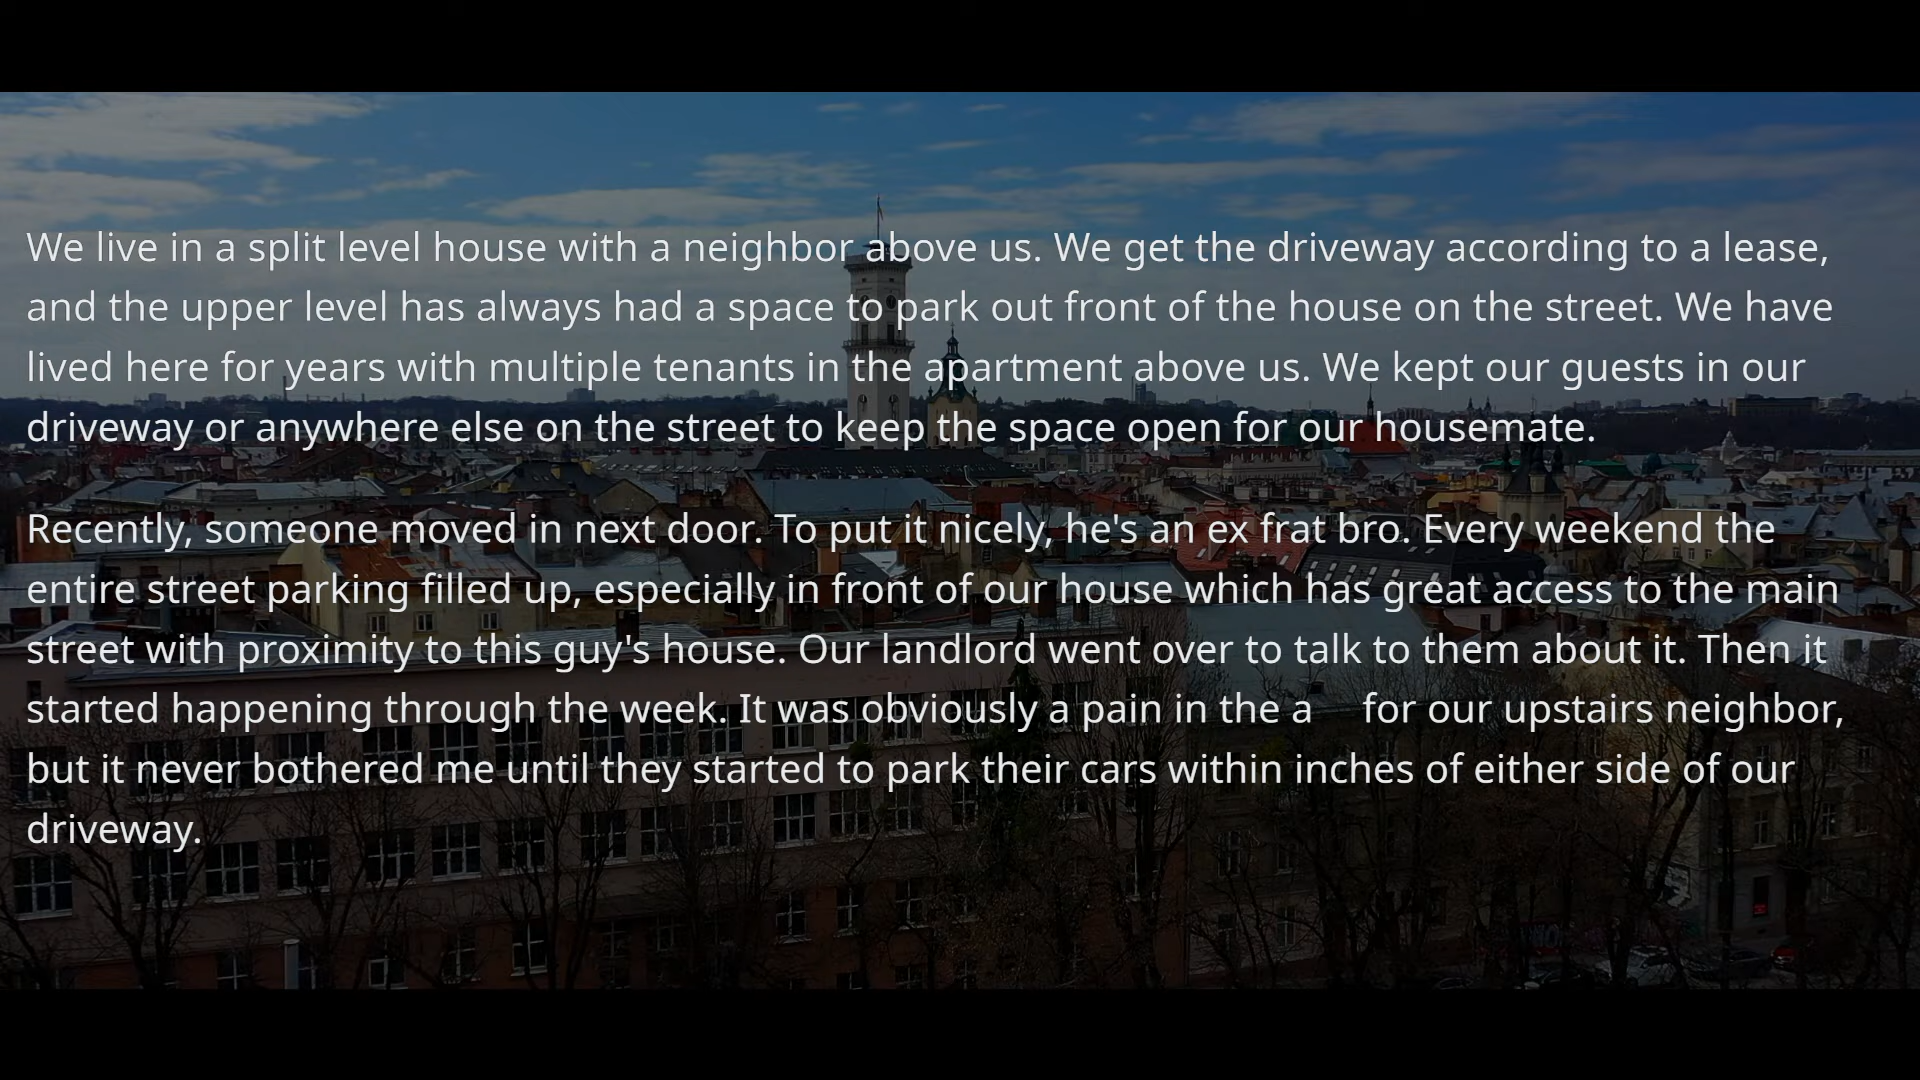 We live in a split level house with a neighbor above us. We get the driveway according to a lease,
and the upper level has always had a space to park out front of the house on the street. We have
lived here for years with multiple tenants in the apartment above us. We kept our guests in our
driveway or anywhere else on the street to keep the space open for our housemate.
Recently, someone moved in next door. To put it nicely, he's an ex frat bro. Every weekend the
entire street parking filled up, especially in front of our house which has great access to the main
street with proximity to this guy's house. Our landlord went over to talk to them about it. Then it
started happening through the week. It was obviously a pain in the a for our upstairs neighbor,
but it never bothered me until they started to park their cars within inches of either side of our
driveway.